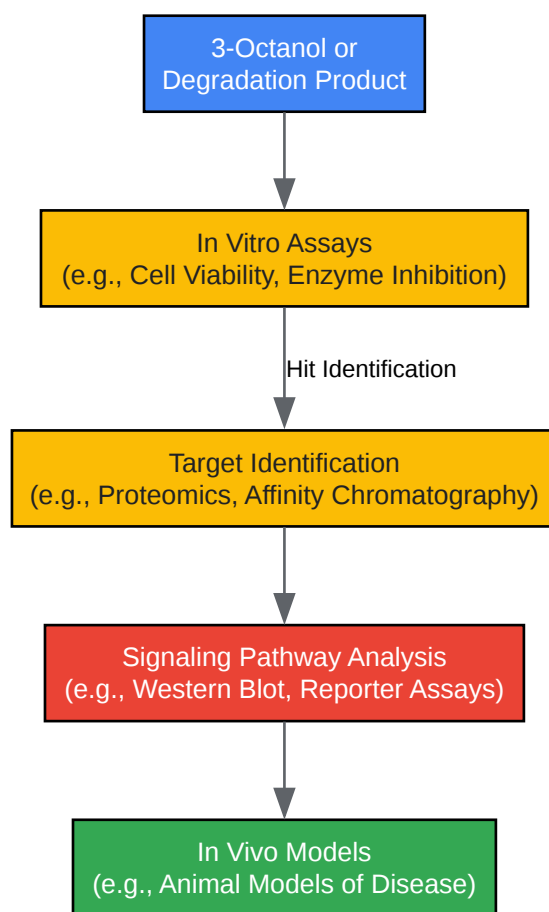 3-Octanol or
Degradation Product
In Vitro Assays
(e.g., Cell Viability, Enzyme Inhibition)
Hit Identification
Target Identification
(e.g., Proteomics, Affinity Chromatography)
Signaling Pathway Analysis
(e.g., Western Blot, Reporter Assays)
In Vivo Models
(e.g., Animal Models of Disease)